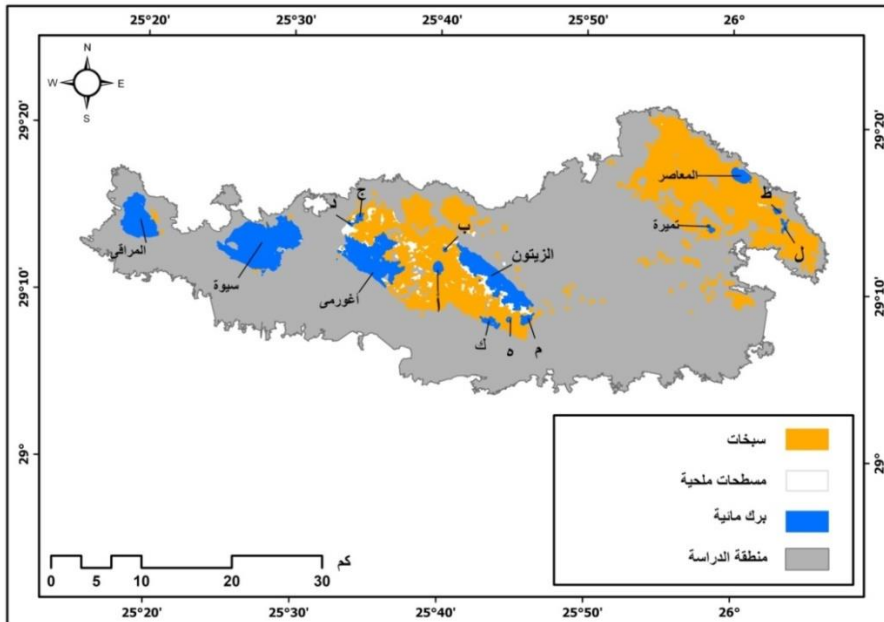 25°20' 25°30' 25°40' 25°50' 26°
N
W E
S
29°20' 29°20'
المعاصر
ط
ج
د
ب
تميرة
ل
المراقي
سيوة
أغورمى
الزيتون
أ
29°10' 29°10'
ك
ه
م
سبخات
مسطحات ملحية
برك مائية
منطقة الدراسة
29° 29°
كم
0 5 10 20 30
25°20' 25°30' 25°40' 25°50' 26°